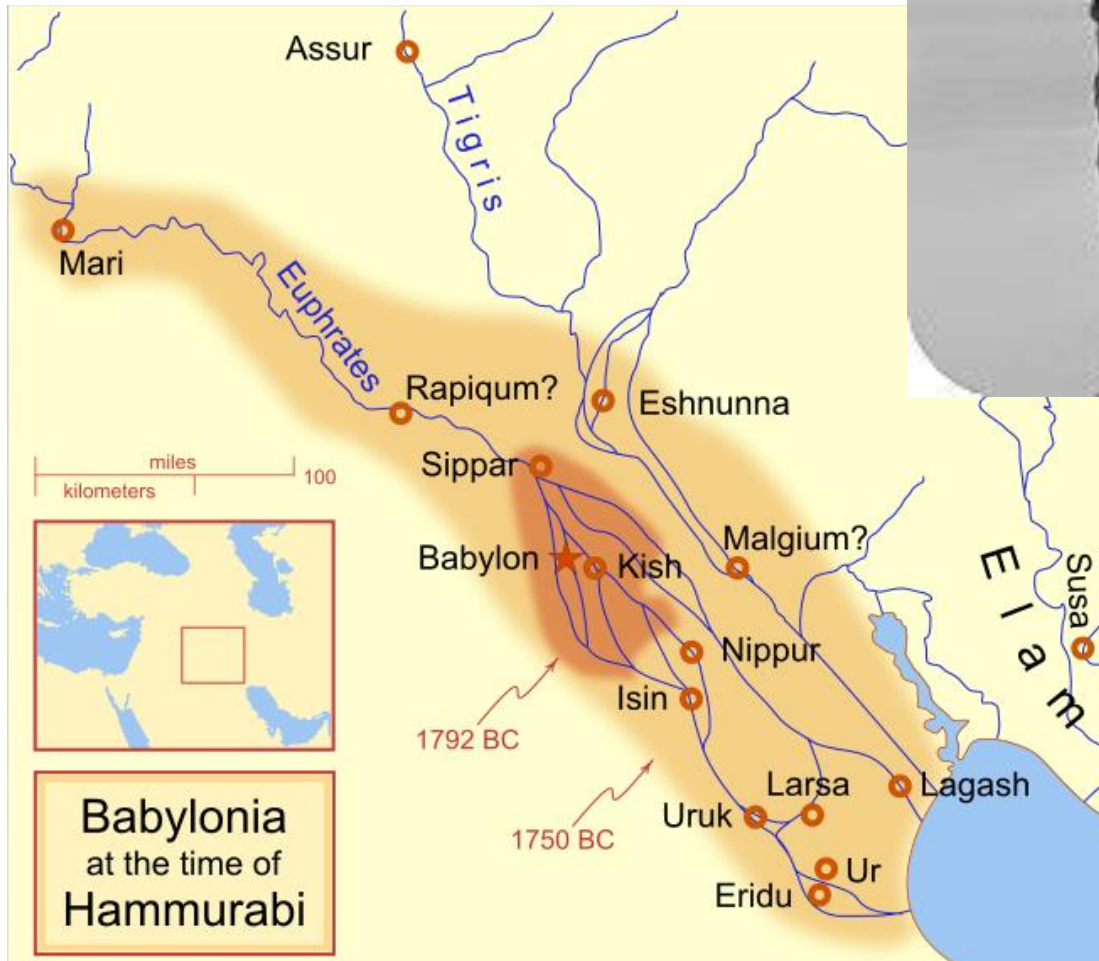 Assur
Tigris
Mari
Euphrates
Rapiqum?
Eshnunna
Sippar
miles
kilometers
100
Babylon
Kish
Malgium?
Elam
Susa
Nippur
Isin
1792 BC
Larsa
Lagash
Uruk
1750 BC
Ur
Eridu
Babylonia
at the time of
Hammurabi